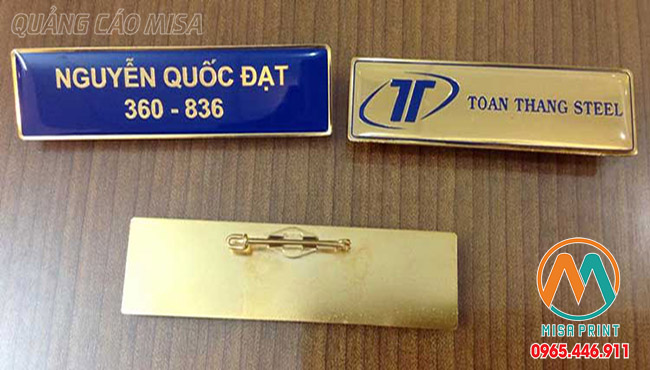 QUẢNG CÁO MISA
NGUYỄN QUỐC ĐẠT
360 - 836
TOAN THANG STEEL
MISA PRINT
0965.446.911